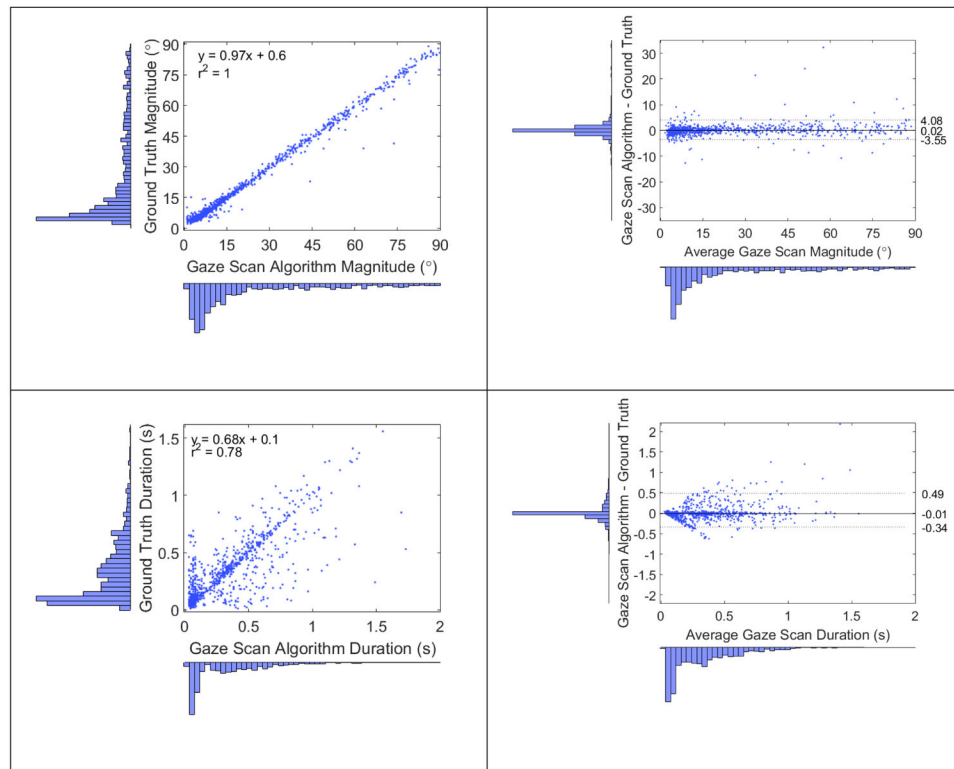 y = 0.97x + 0.6
r² = 1
Ground Truth Magnitude (°)
90
75
60
45
30
15
0 15 30 45 60 75 90
Gaze Scan Algorithm Magnitude (°)
Gaze Scan Algorithm - Ground Truth
30
20
10
0
-10
-20
-30
4.08
0.02
-3.55
0 15 30 45 60 75 90
Average Gaze Scan Magnitude (°)
y = 0.68x + 0.1
r² = 0.78
Ground Truth Duration (s)
1.5
1
0.5
0
0 0.5 1 1.5 2
Gaze Scan Algorithm Duration (s)
Gaze Scan Algorithm - Ground Truth
2
1.5
1
0.5
0
-0.5
-1
-1.5
-2
0.49
-0.01
-0.34
0 0.5 1 1.5 2
Average Gaze Scan Duration (s)